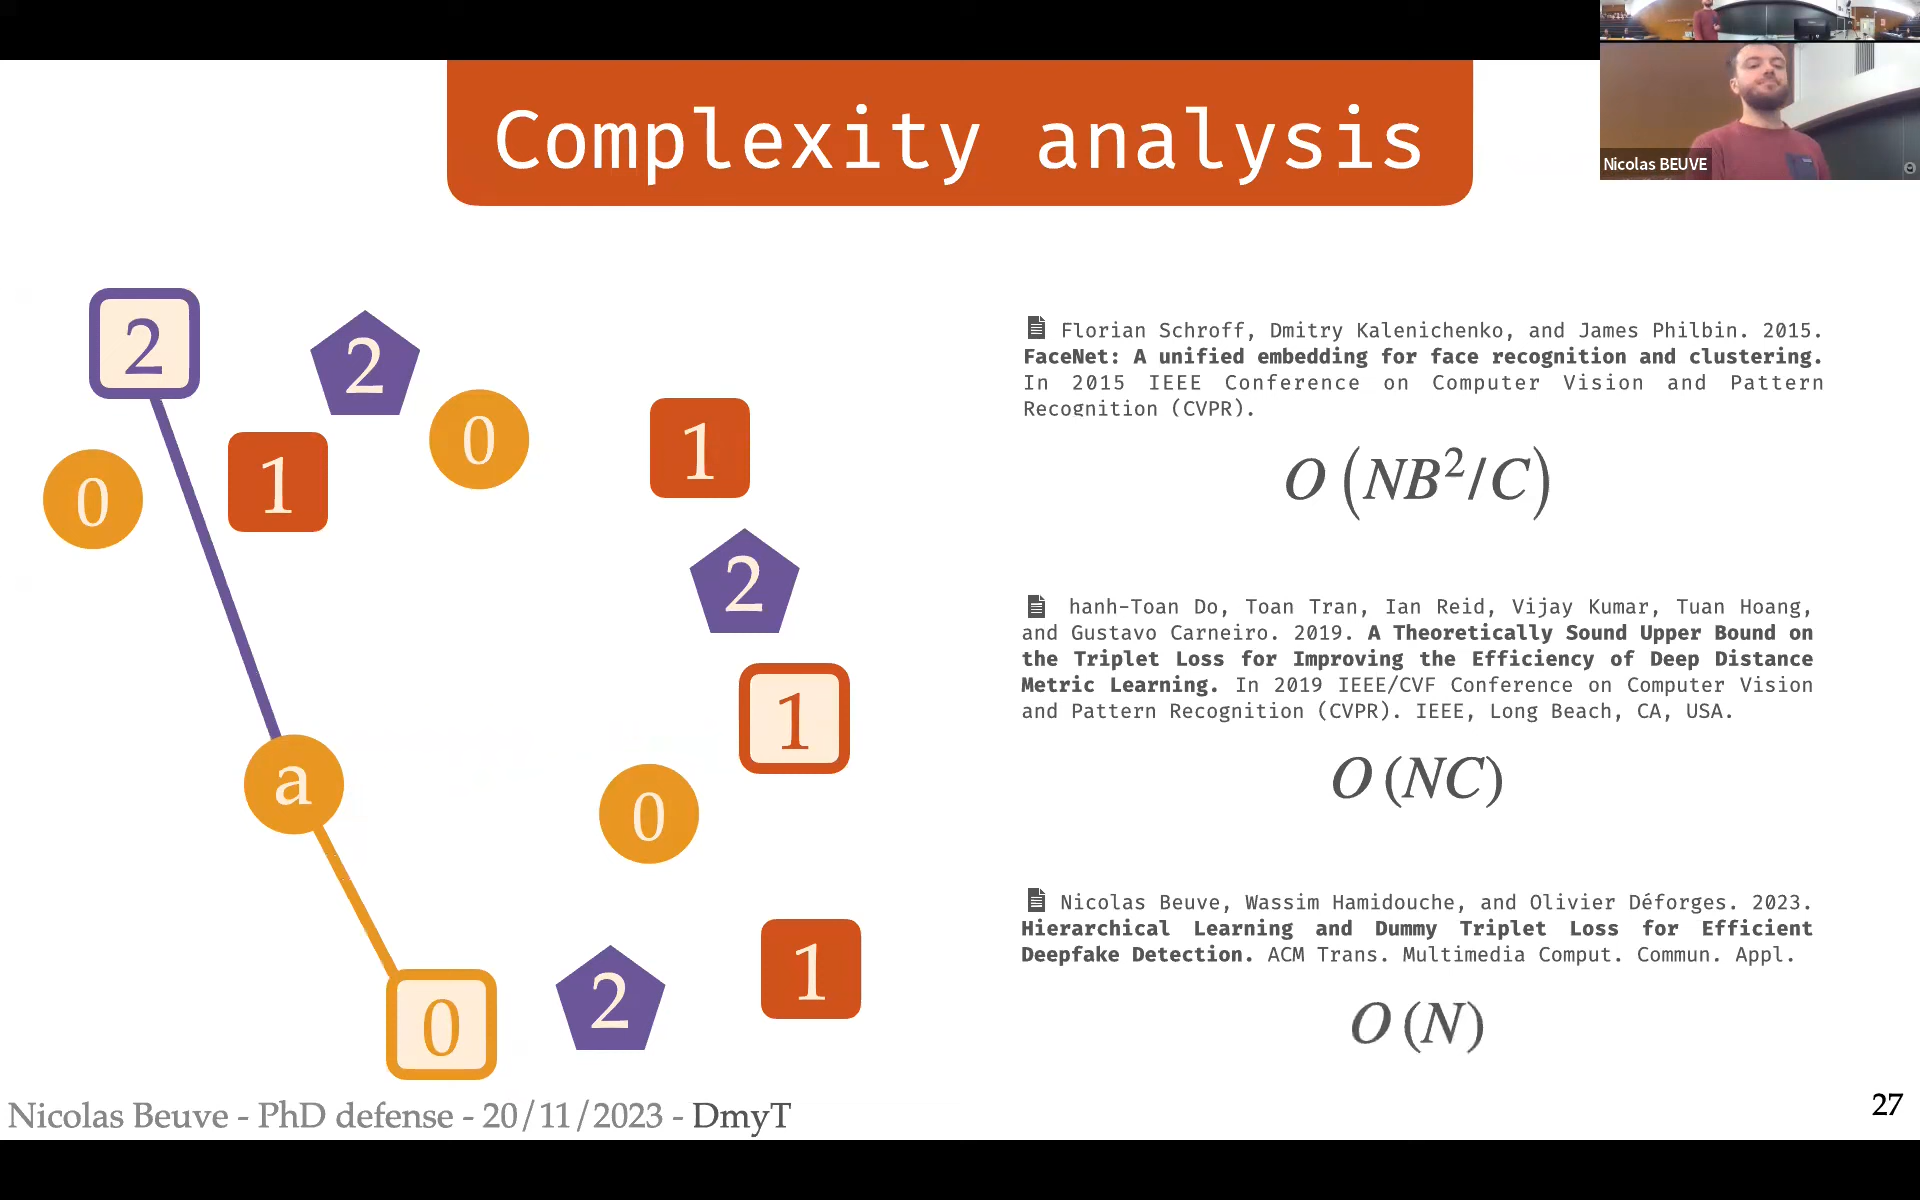 Complexity analysis
Nicolas BEUVE
2
2
0
1
0
1
2
1
a
0
1
2
0
Florian Schroff, Dmitry Kalenichenko, and James Philbin. 2015.
FaceNet: A unified embedding for face recognition and clustering.
In 2015 IEEE Conference on Computer Vision and Pattern
Recognition (CVPR).
O (NB²/C)
hanh-Toan Do, Toan Tran, Ian Reid, Vijay Kumar, Tuan Hoang,
and Gustavo Carneiro. 2019. A Theoretically Sound Upper Bound on
the Triplet Loss for Improving the Efficiency of Deep Distance
Metric Learning. In 2019 IEEE/CVF Conference on Computer Vision
and Pattern Recognition (CVPR). IEEE, Long Beach, CA, USA.
O (NC)
Nicolas Beuve, Wassim Hamidouche, and Olivier Déforges. 2023.
Hierarchical Learning and Dummy Triplet Loss for Efficient
Deepfake Detection. ACM Trans. Multimedia Comput. Commun. Appl.
O (N)
Nicolas Beuve - PhD defense - 20/11/2023 - DmyT
27